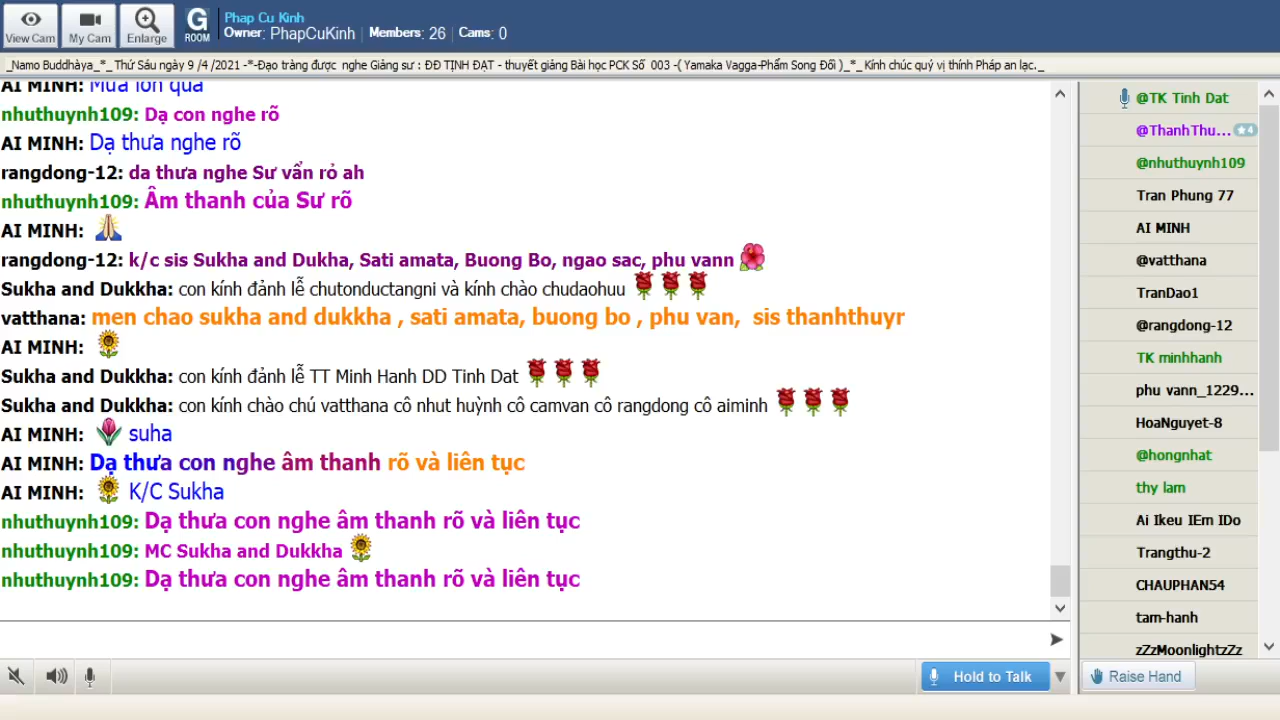 View Cam
My Cam
Enlarge
G
ROOM
Phap Cu Kinh
Owner: PhapCuKinh | Members: 26 | Cams: 0
_Namo Buddhàya_*_ Thứ Sáu ngày 9 /4 /2021 -*-Đạo tràng được nghe Giảng sư : ĐĐ TỊNH ĐẠT - thuyết giảng Bài học PCK Số 003 -( Yamaka Vagga-Phẩm Song Đối )_*_ Kính chúc quý vị thính Pháp an lạc._
AI MINH: Mưa lớn quá
nhuthuynh109: Dạ con nghe rõ
AI MINH: Dạ thưa nghe rõ
rangdong-12: da thưa nghe Sư vẩn rỏ ah
nhuthuynh109: Âm thanh của Sư rõ
AI MINH:
rangdong-12: k/c sis Sukha and Dukha, Sati amata, Buong Bo, ngao sac, phu vann
Sukha and Dukkha: con kính đảnh lễ chutonductangni và kính chào chudaohuu
vatthana: men chao sukha and dukkha , sati amata, buong bo , phu van, sis thanhthuyr
AI MINH:
Sukha and Dukkha: con kính đảnh lễ TT Minh Hanh DD Tinh Dat
Sukha and Dukkha: con kính chào chú vatthana cô nhut huỳnh cô camvan cô rangdong cô aiminh
AI MINH: suha
AI MINH: Dạ thưa con nghe âm thanh rõ và liên tục
AI MINH: K/C Sukha
nhuthuynh109: Dạ thưa con nghe âm thanh rõ và liên tục
nhuthuynh109: MC Sukha and Dukkha
nhuthuynh109: Dạ thưa con nghe âm thanh rõ và liên tục
@TK Tinh Dat
@ThanhThu... 4
@nhuthuynh109
Tran Phung 77
AI MINH
@vatthana
TranDao1
@rangdong-12
TK minhhanh
phu vann_1229...
HoaNguyet-8
@hongnhat
thy lam
Ai Ikeu IEm IDo
Trangthu-2
CHAUPHAN54
tam-hanh
zZzMoonlightzZz
Hold to Talk
Raise Hand